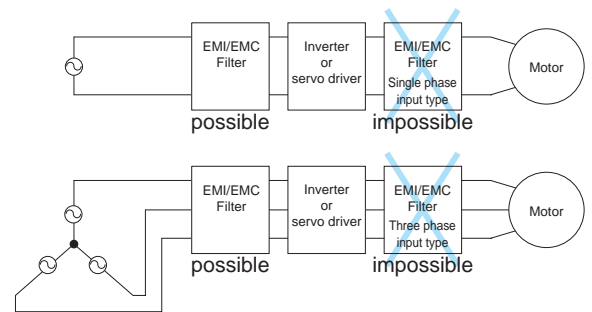 EMI/EMC
Filter
Inverter
or
servo driver
EMI/EMC
Filter
Single phase
input type
Motor
possible
impossible
EMI/EMC
Filter
Inverter
or
servo driver
EMI/EMC
Filter
Three phase
input type
Motor
possible
impossible